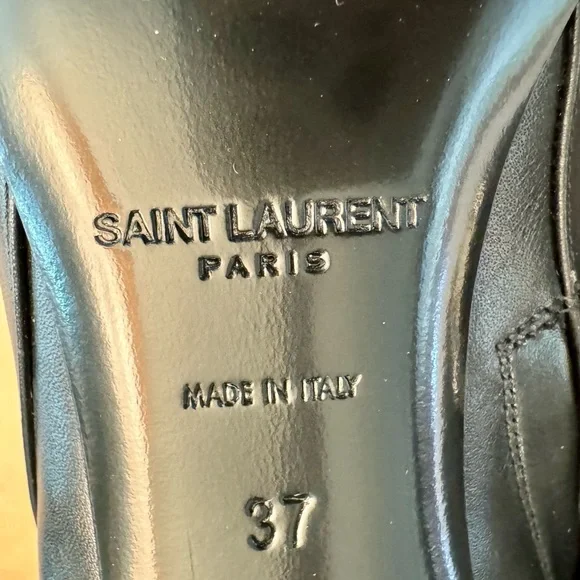 SAINT LAURENT
PARIS
MADE IN ITALY
37